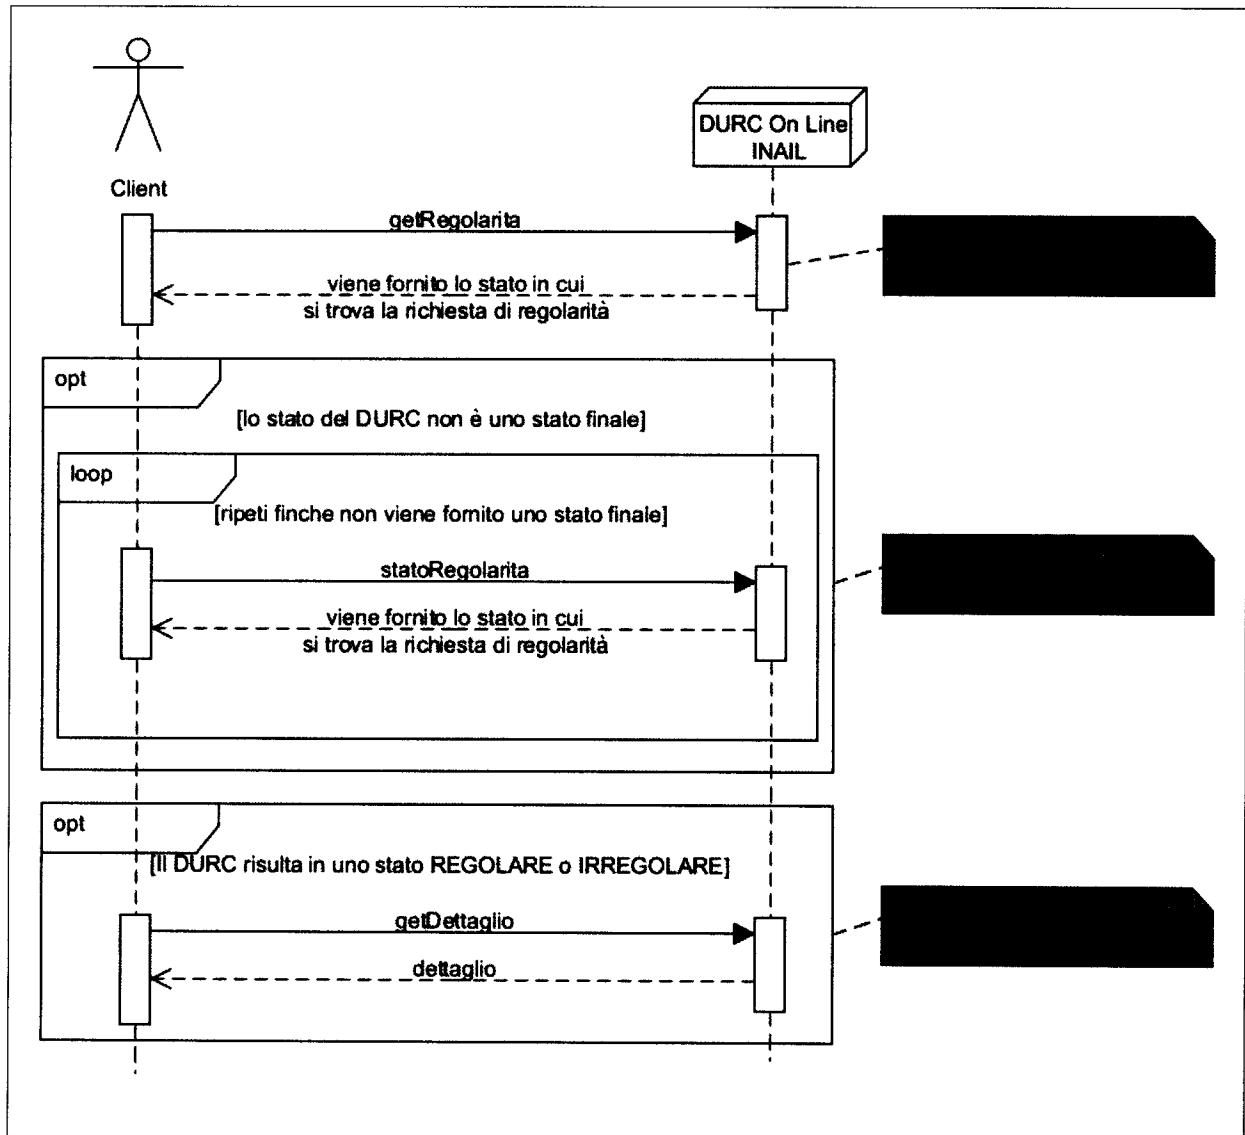 DURC On Line
INAIL
Client
getRegolarita
viene fornito lo stato in cui
si trova la richiesta di regolarità
opt
[lo stato del DURC non è uno stato finale]
loop
[ripeti finche non viene fornito uno stato finale]
statoRegolarita
viene fornito lo stato in cui
si trova la richiesta di regolarità
opt
[Il DURC risulta in uno stato REGOLARE o IRREGOLARE]
getDettaglio
dettaglio